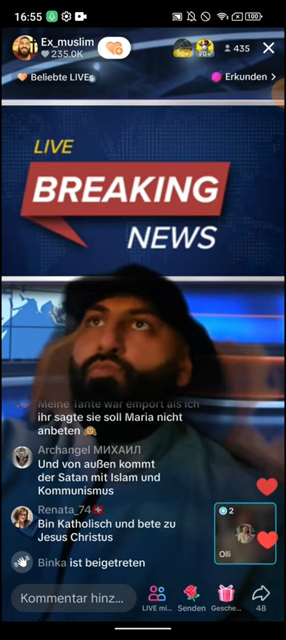 16:55
100
Ex_muslim
235.0K
435
Beliebte LIVEs
Erkunden
LIVE
BREAKING
NEWS
Meine Tante war empört als ich
ihr sagte sie soll Maria nicht
anbeten 🙉
Archangel МИХАИЛ
Und von außen kommt
der Satan mit Islam und
Kommunismus
Renata_74🇨🇭
Bin Katholisch und bete zu
Jesus Christus
2
Olli
Binka ist beigetreten
Kommentar hinz...
LIVE mi...
Senden
Gesche...
48